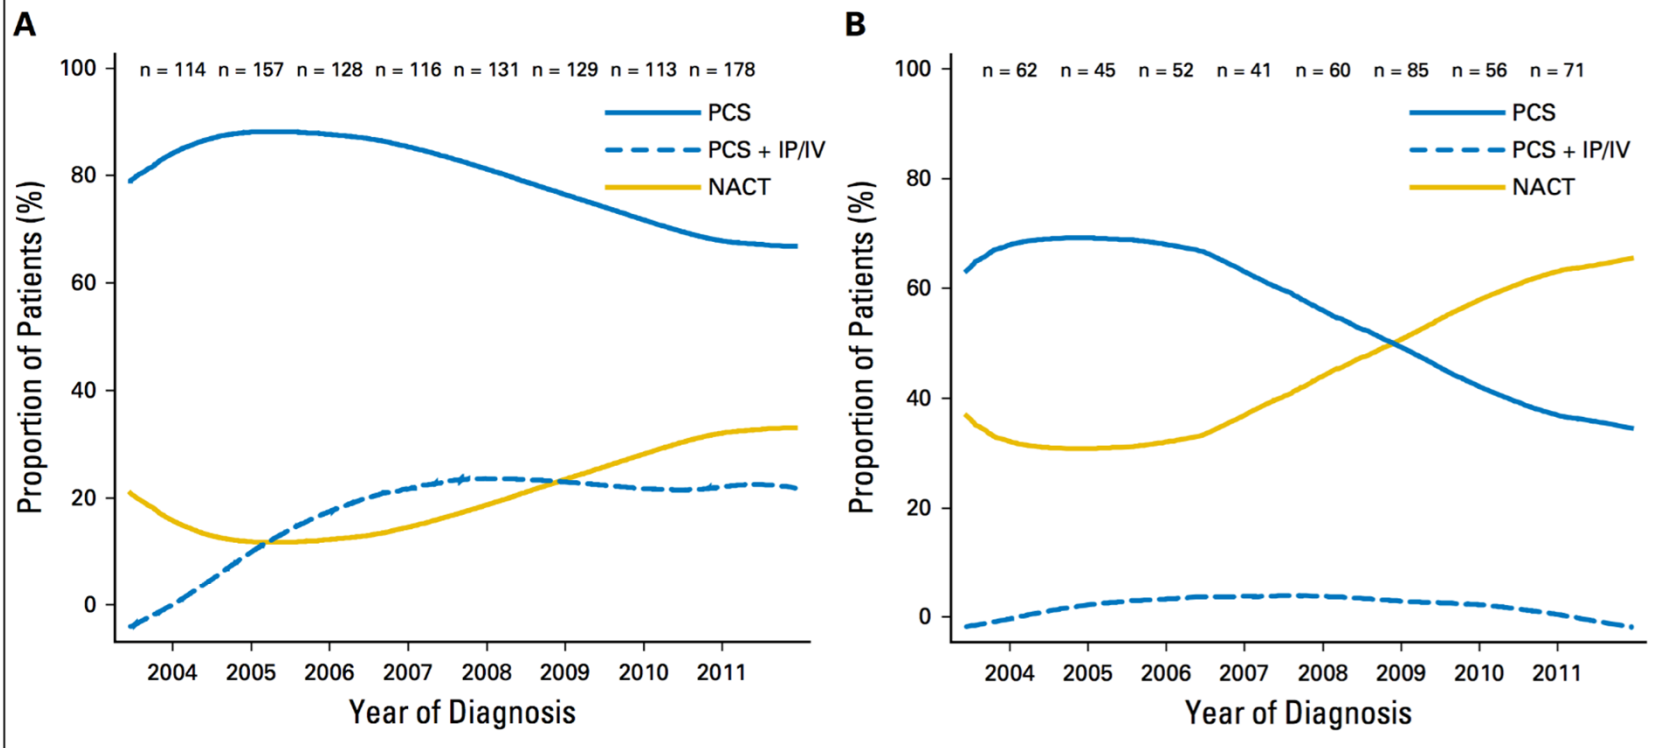 A
n = 114 n = 157 n = 128 n = 116 n = 131 n = 129 n = 113 n = 178
PCS
PCS + IP/IV
NACT
Proportion of Patients (%)
100
80
60
40
20
0
2004 2005 2006 2007 2008 2009 2010 2011
Year of Diagnosis
B
n = 62 n = 45 n = 52 n = 41 n = 60 n = 85 n = 56 n = 71
PCS
PCS + IP/IV
NACT
Proportion of Patients (%)
100
80
60
40
20
0
2004 2005 2006 2007 2008 2009 2010 2011
Year of Diagnosis